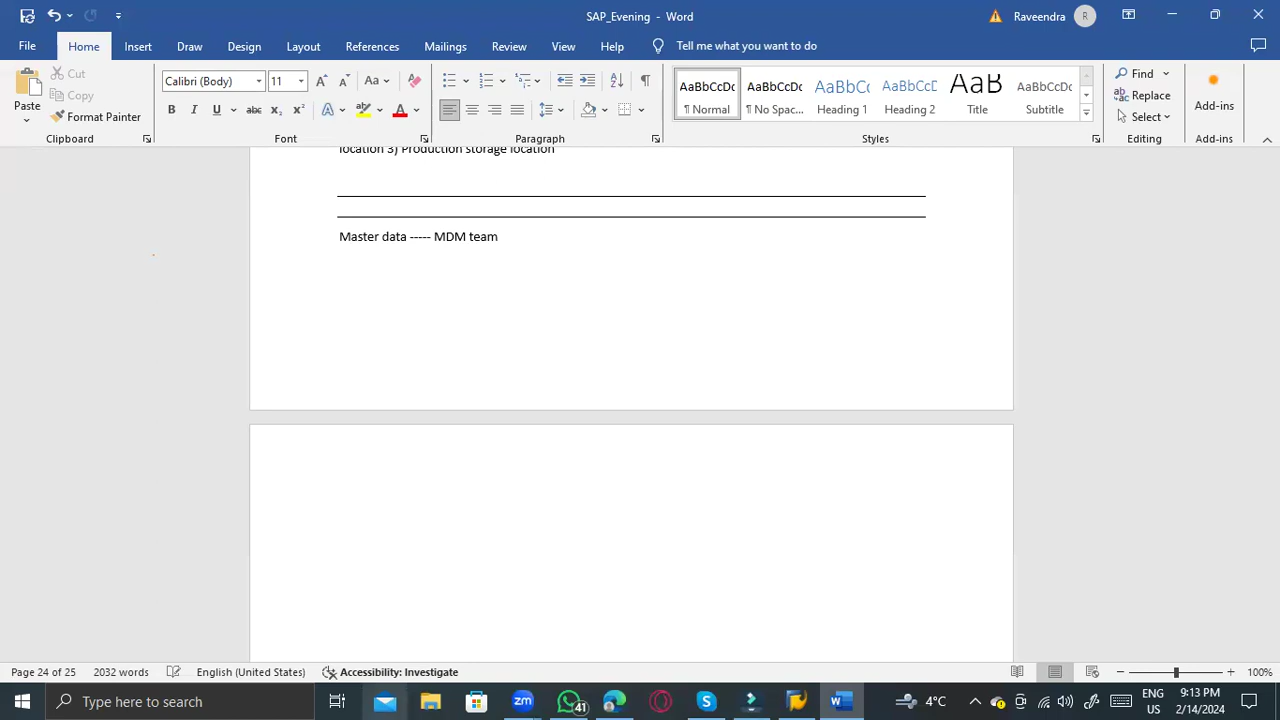 SAP_Evening - Word
Raveendra R
File Home Insert Draw Design Layout References Mailings Review View Help Tell me what you want to do
Paste
Cut
Copy
Format Painter
Clipboard
Calibri (Body) 11
Font
Paragraph
AaBbCcDc
¶ Normal
AaBbCcDc
¶ No Spac...
AaBbCc
Heading 1
AaBbCcD
Heading 2
AaB
Title
AaBbCcD
Subtitle
Styles
Find
Replace
Select
Editing
Add-ins
Add-ins
location 3) Production storage location
Master data ----- MDM team
Page 24 of 25 2032 words English (United States) Accessibility: Investigate 100%
Type here to search
zm
41
4°C
ENG
US
9:13 PM
2/14/2024